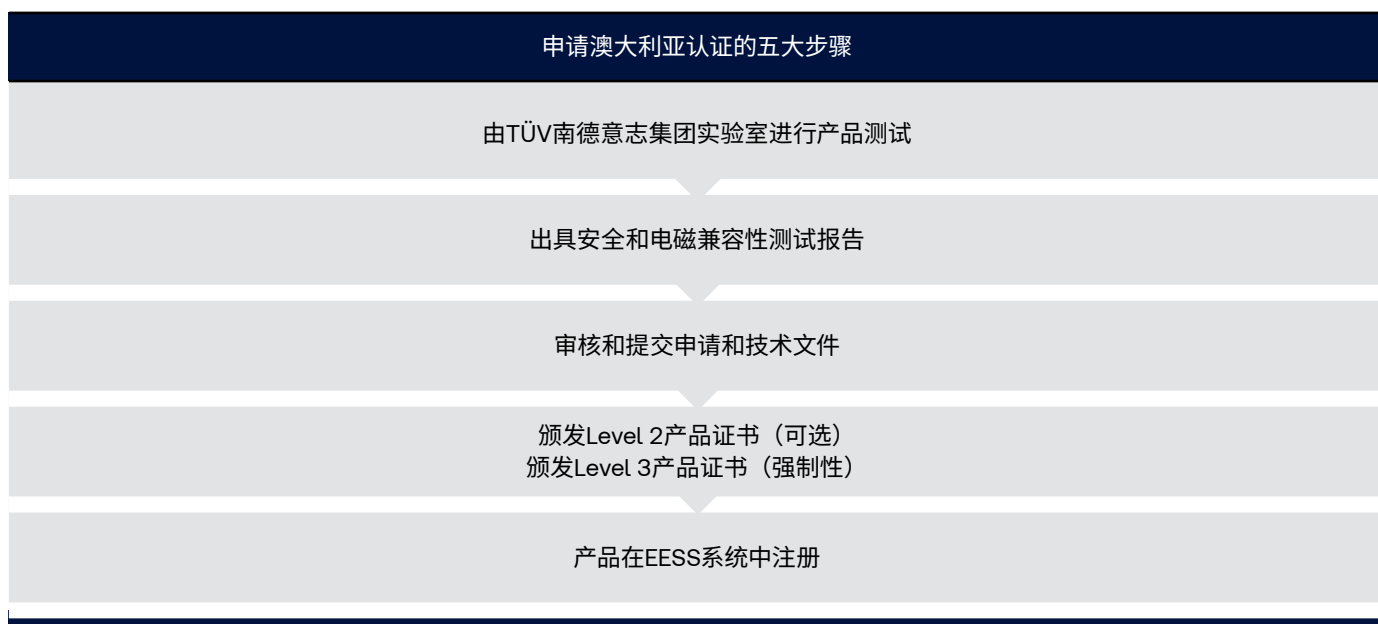 申请澳大利亚认证的五大步骤
由TÜV南德意志集团实验室进行产品测试
出具安全和电磁兼容性测试报告
审核和提交申请和技术文件
颁发Level 2产品证书（可选）
颁发Level 3产品证书（强制性）
产品在EESS系统中注册